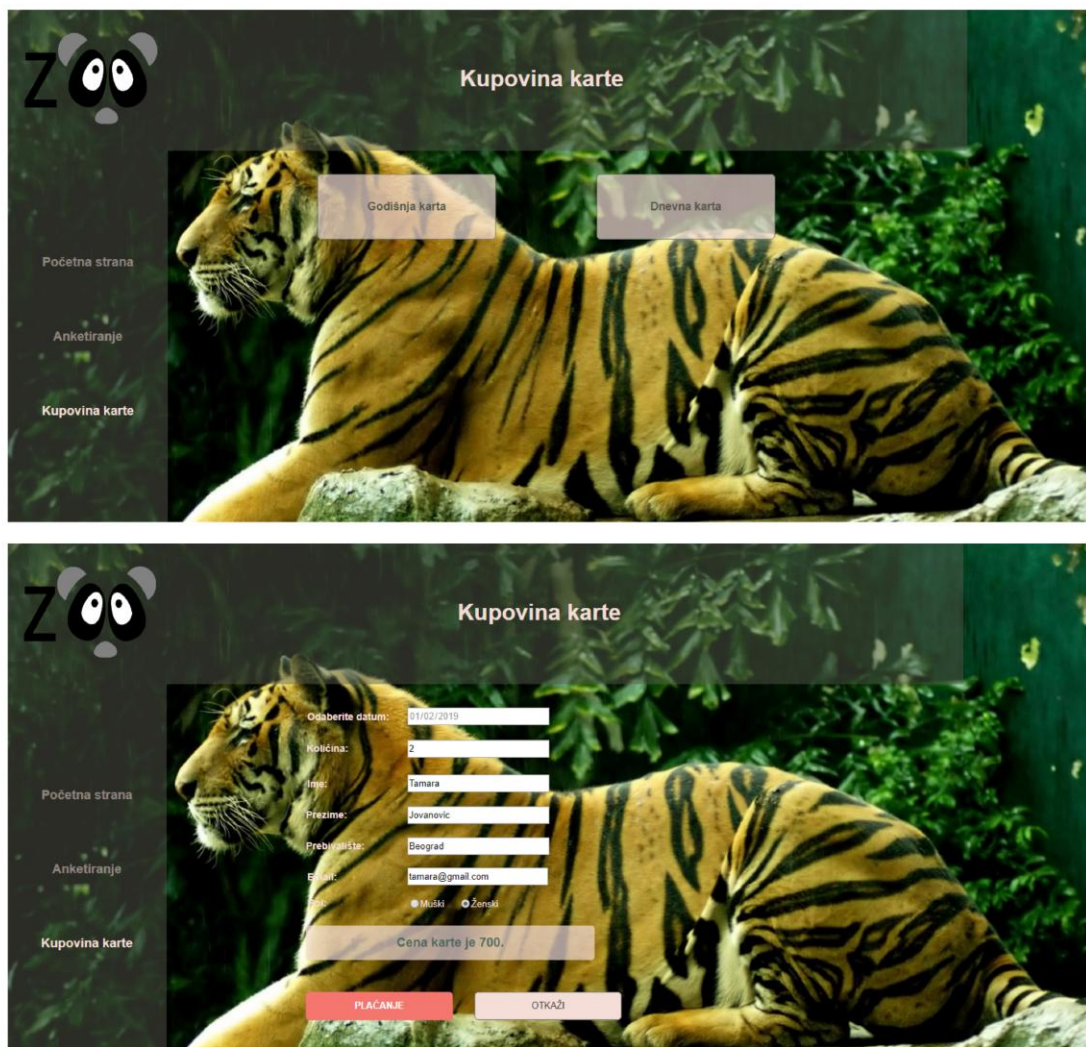 ZOO
Kupovina karte
Godišnja karta Dnevna karta
Početna strana
Anketiranje
Kupovina karte
ZOO
Kupovina karte
Odaberite datum: 01/02/2019
Količina: 2
Ime: Tamara
Prezime: Jovanovic
Početna strana
Prebivalište: Beograd
Anketiranje
Email: tamara@gmail.com
Pol: Muški Ženski
Kupovina karte
Cena karte je 700.
PLAĆANJE OTKAŽI